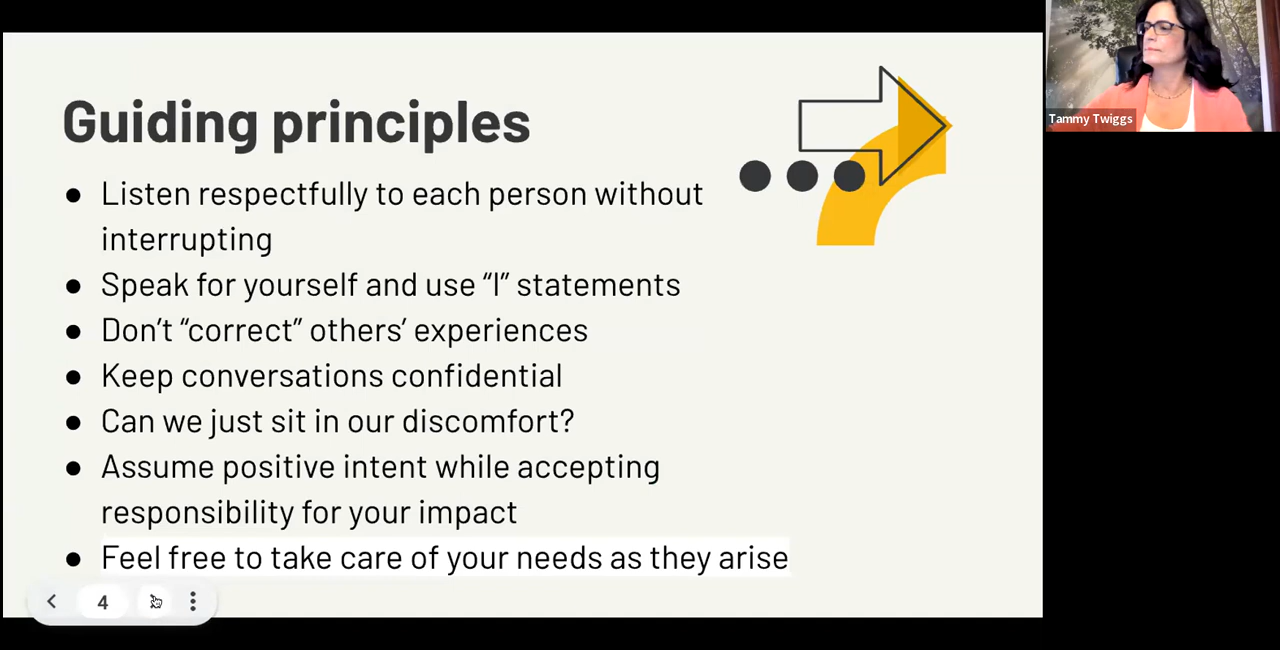 Guiding principles
● Listen respectfully to each person without
interrupting
● Speak for yourself and use “I” statements
● Don’t “correct” others’ experiences
● Keep conversations confidential
● Can we just sit in our discomfort?
● Assume positive intent while accepting
responsibility for your impact
● Feel free to take care of your needs as they arise
4
Tammy Twiggs